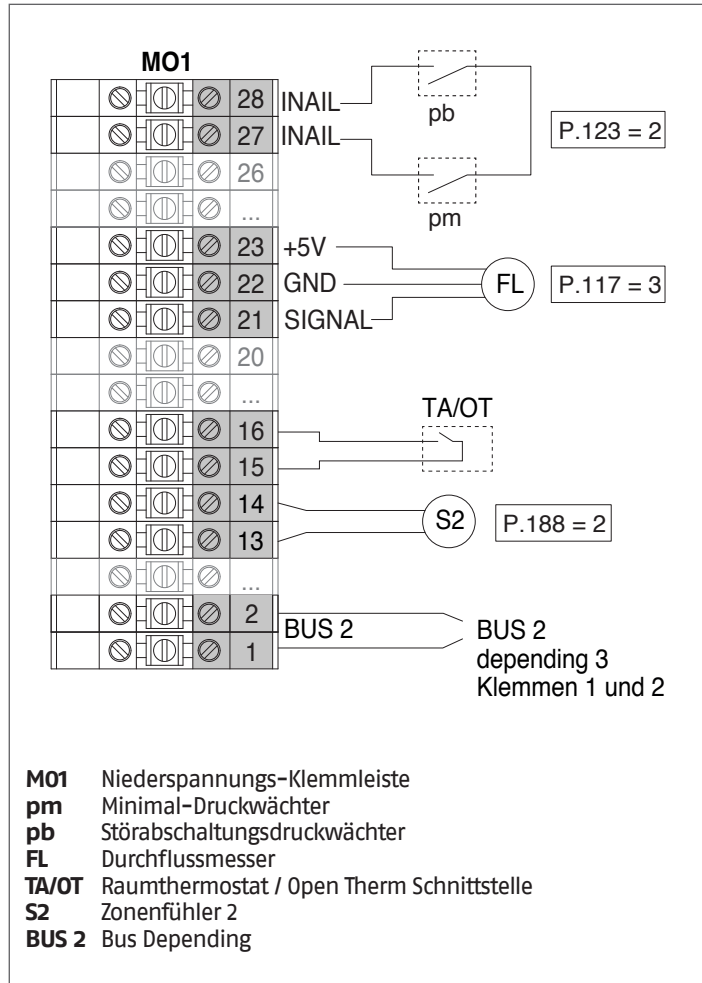 MO1
28 INAIL
pb
27 INAIL
P.123 = 2
26
pm
...
23 +5V
22 GND FL P.117 = 3
21 SIGNAL
20
...
TA/OT
16
15
14
S2 P.188 = 2
13
...
2
BUS 2 BUS 2
1
depending 3
Klemmen 1 und 2
MO1 Niederspannungs-Klemmleiste
pm Minimal-Druckwächter
pb Störabschaltungsdruckwächter
FL Durchflussmesser
TA/OT Raumthermostat / Open Therm Schnittstelle
S2 Zonenfühler 2
BUS 2 Bus Depending